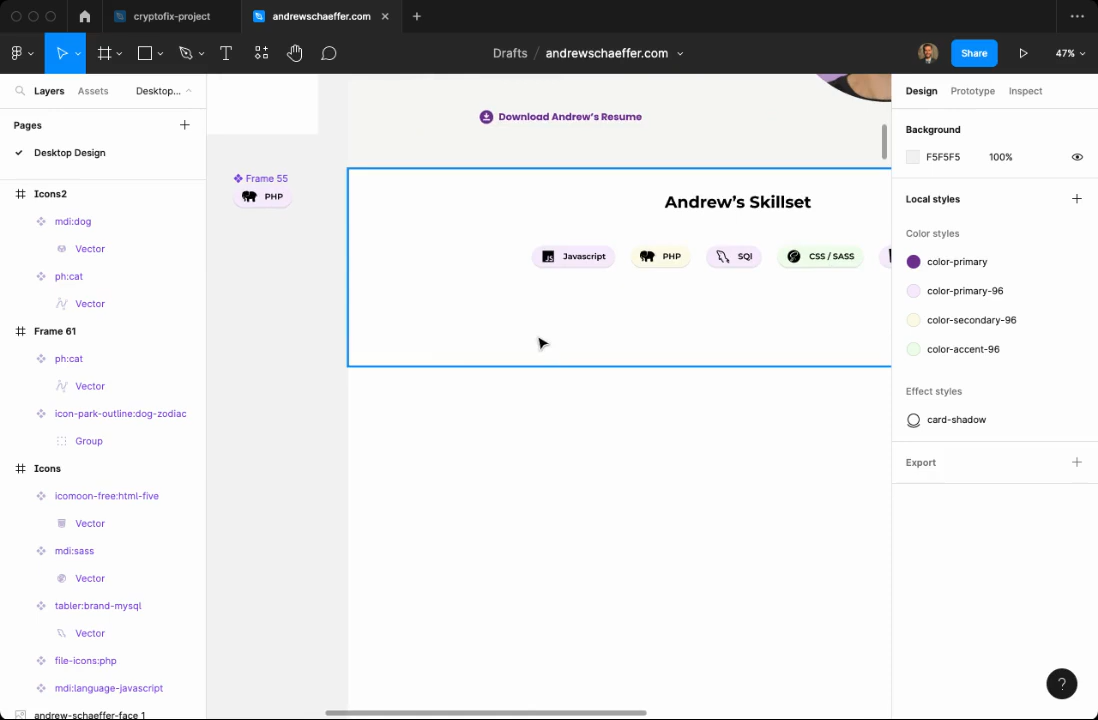 cryptofix-project
andrewschaeffer.com
Drafts / andrewschaeffer.com
Share
47%
Layers
Assets
Desktop...
Pages
Desktop Design
Icons2
mdi:dog
Vector
ph:cat
Vector
Frame 61
ph:cat
Vector
icon-park-outline:dog-zodiac
Group
Icons
icomoon-free:html-five
Vector
mdi:sass
Vector
tabler:brand-mysql
Vector
file-icons:php
mdi:language-javascript
andrew-schaeffer-face 1
Download Andrew's Resume
Frame 55
PHP
Andrew's Skillset
JS
Javascript
PHP
SQl
CSS / SASS
Design
Prototype
Inspect
Background
F5F5F5
100%
Local styles
Color styles
color-primary
color-primary-96
color-secondary-96
color-accent-96
Effect styles
card-shadow
Export
?